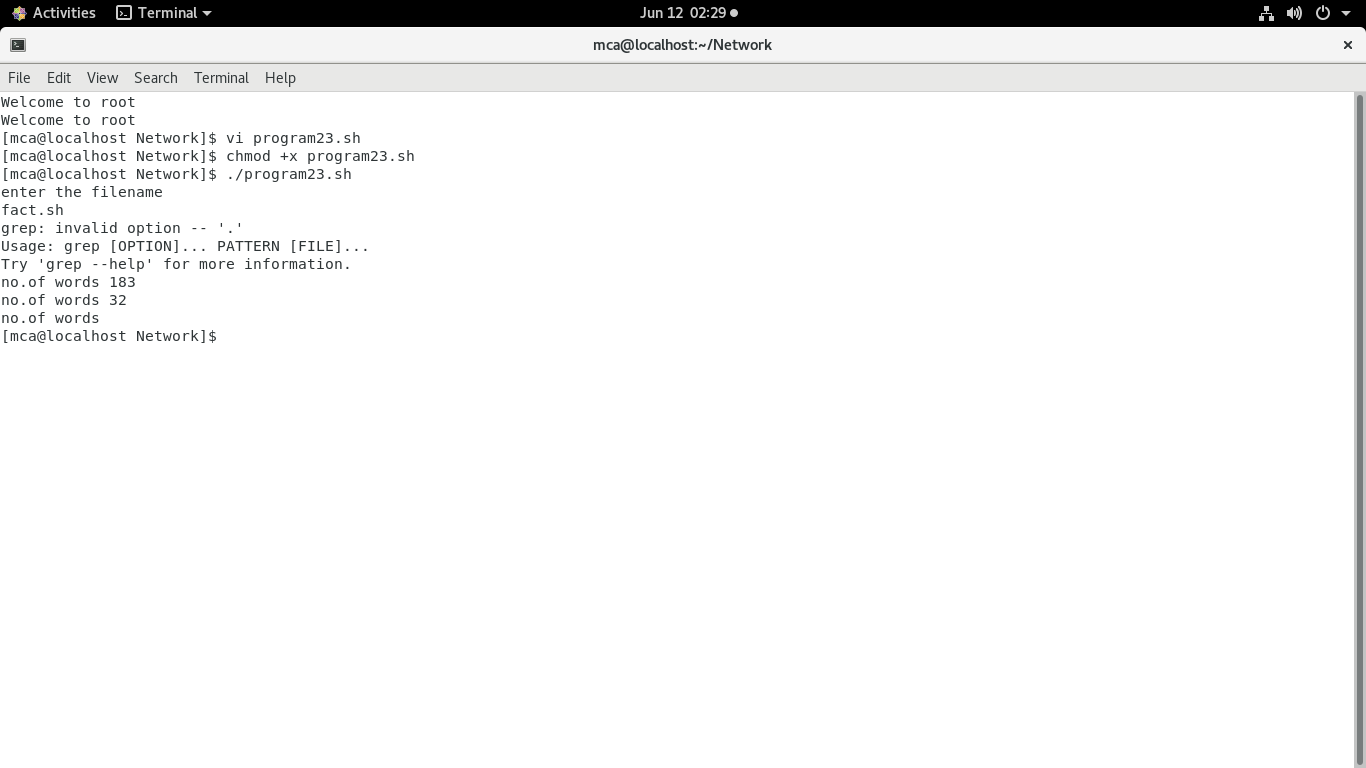 Activities Terminal Jun 12 02:29
mca@localhost:~/Network ×
File Edit View Search Terminal Help
Welcome to root
Welcome to root
[mca@localhost Network]$ vi program23.sh
[mca@localhost Network]$ chmod +x program23.sh
[mca@localhost Network]$ ./program23.sh
enter the filename
fact.sh
grep: invalid option -- '.'
Usage: grep [OPTION]... PATTERN [FILE]...
Try 'grep --help' for more information.
no.of words 183
no.of words 32
no.of words
[mca@localhost Network]$